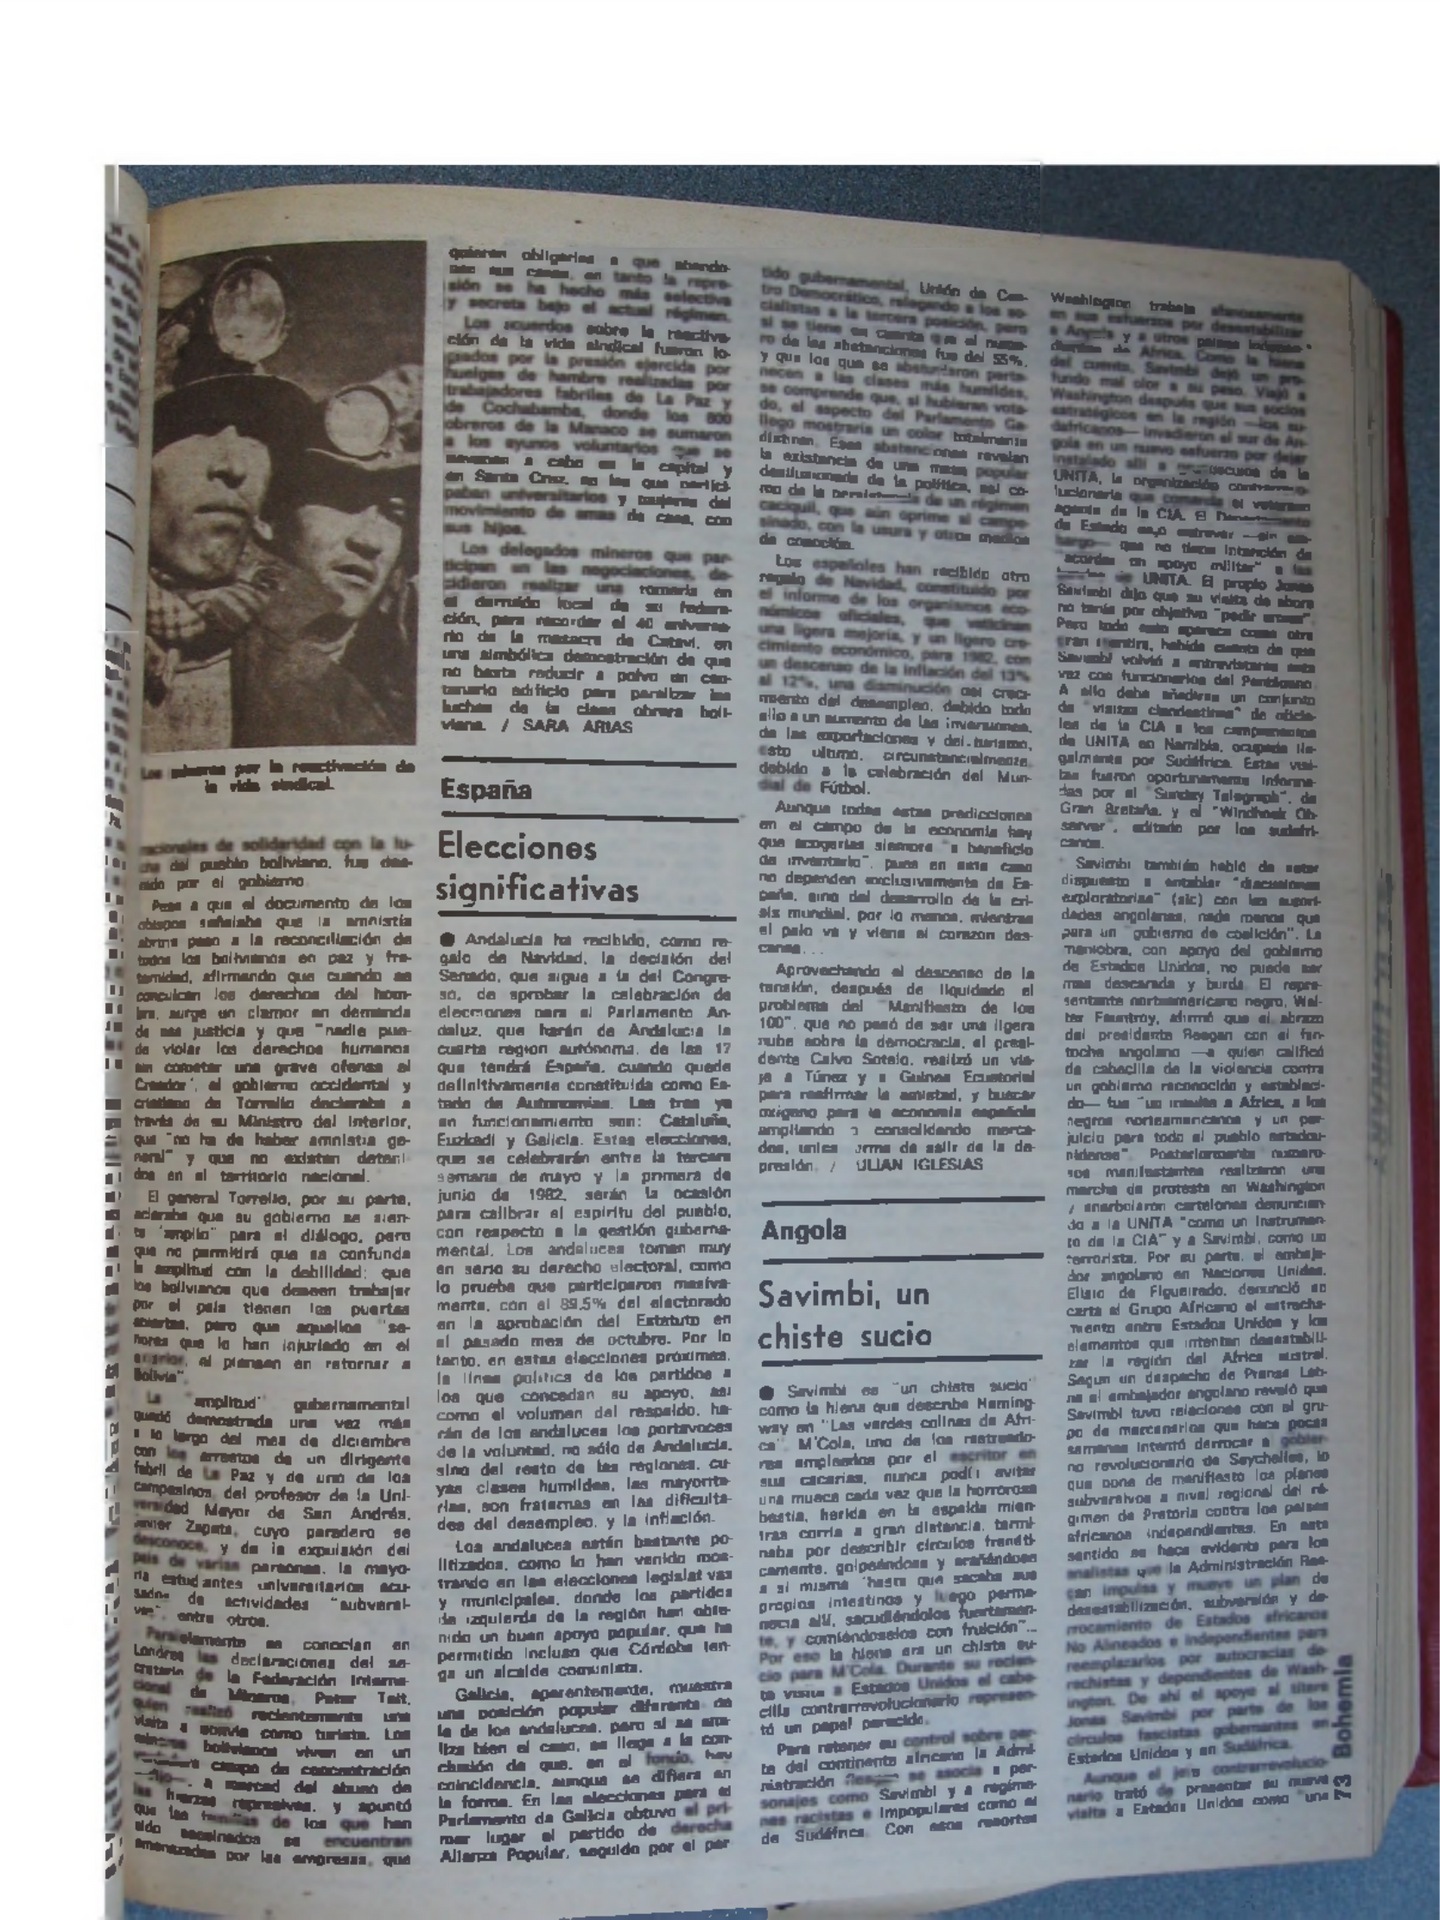 Los mineros por la reactivación de
la vida sindical.
nacionales de solidaridad con la lu-
cha del pueblo boliviano, fue dete-
nido por el gobierno.
Pese a que el documento de los
obispos señalaba que la amnistía
abriría paso a la reconciliación de
todos los bolivianos en paz y fra-
ternidad, afirmando que cuando se
conculcan los derechos del hom-
bre, surge un clamor en demanda
de esa justicia y que "nadie pue-
de violar los derechos humanos
sin cometer una grave ofensa al
Creador", el gobierno occidental y
cristiano de Torrelio declaraba a
través de su Ministro del Interior,
que "no ha de haber amnistía ge-
neral" y que no existen deteni-
dos en el territorio nacional.
El general Torrelio, por su parte,
aclaraba que su gobierno se sien-
te "amplio" para el diálogo, pero
que no permitirá que se confunda
la amplitud con la debilidad; que
los bolivianos que deseen trabajar
por el país tienen las puertas
abiertas, pero que aquellos "se-
ñores que lo han injuriado en el
exterior, ni piensen en retornar a
Bolivia".
La "amplitud" gubernamental
quedó demostrada una vez más
a lo largo del mes de diciembre
con los arrestos de un dirigente
fabril de La Paz y de uno de los
campesinos, del profesor de la Uni-
versidad Mayor de San Andrés,
Javier Zapata, cuyo paradero se
desconoce, y de la expulsión del
país de varias personas, la mayo-
ría estudiantes universitarios acu-
sados de actividades "subversi-
vas", entre otros.
Paralelamente se conocían en
Londres las declaraciones del se-
cretario de la Federación Interna-
cional de Mineros, Peter Tait,
quien realizó recientemente una
visita a Bolivia como turista. Los
mineros bolivianos viven en un
campo de concentración
a merced del abuso de
las fuerzas represivas, y apuntó
que las familias de los que han
sido asesinados se encuentran
amenazadas por las empresas, que
quieren obligarlas a que abando-
nen sus casas, en tanto la repre-
sión se ha hecho más selectiva
y secreta bajo el actual régimen.
Los acuerdos sobre la reactiva-
ción de la vida sindical fueron lo-
grados por la presión ejercida por
huelgas de hambre realizadas por
trabajadores fabriles de La Paz y
de Cochabamba, donde los 800
obreros de la Manaco se sumaron
a los ayunos voluntarios que se
llevaron a cabo en la capital y
en Santa Cruz, en las que partici-
paban universitarios y mujeres del
movimiento de amas de casa, con
sus hijos.
Los delegados mineros que par-
ticipan en las negociaciones, de-
cidieron realizar una romería en
el derruido local de su federa-
ción, para recordar el 40 aniversa-
rio de la masacre de Catavi, en
una simbólica demostración de que
no basta reducir a polvo un cen-
tenario edificio para paralizar las
luchas de la clase obrera boli-
viana. / SARA ARIAS
España
Elecciones
significativas
● Andalucía ha recibido, como re-
galo de Navidad, la decisión del
Senado, que sigue a la del Congre-
so, de aprobar la celebración de
elecciones para el Parlamento An-
daluz, que harán de Andalucía la
cuarta región autónoma, de las 17
que tendrá España, cuando quede
definitivamente constituida como Es-
tado de Autonomías. Las tres ya
en funcionamiento son: Cataluña,
Euzkadi y Galicia. Estas elecciones,
que se celebrarán entre la tercera
semana de mayo y la primera de
junio de 1982, serán la ocasión
para calibrar el espíritu del pueblo,
con respecto a la gestión guberna-
mental. Los andaluces toman muy
en serio su derecho electoral, como
lo prueba que participaron masiva-
mente, con el 89,5% del electorado
en la aprobación del Estatuto en
el pasado mes de octubre. Por lo
tanto, en estas elecciones próximas,
la línea política de los partidos a
los que concedan su apoyo, así
como el volumen del respaldo, ha-
rán de los andaluces los portavoces
de la voluntad, no sólo de Andalucía,
sino del resto de las regiones, cu-
yas clases humildes, las mayorita-
rias, son fraternas en las dificulta-
des del desempleo, y la inflación.
Los andaluces están bastante po-
litizados, como lo han venido mos-
trando en las elecciones legislativas
y municipales, donde los partidos
de izquierda de la región han obte-
nido un buen apoyo popular, que ha
permitido incluso que Córdoba ten-
ga un alcalde comunista.
Galicia, aparentemente, muestra
una posición popular diferente de
la de los andaluces, pero si se ana-
liza bien el caso, se llega a la con-
clusión de que, en el fondo, hay
coincidencia, aunque se difiera en
la forma. En las elecciones para el
Parlamento de Galicia obtuvo el pri-
mer lugar el partido de derecha
Alianza Popular, seguido por el par-
tido gubernamental, Unión de Cen-
tro Democrático, relegando a los so-
cialistas a la tercera posición, pero
si se tiene en cuenta que el núme-
ro de las abstenciones fue del 55%,
y que los que se abstuvieron perte-
necen a las clases más humildes,
se comprende que, si hubieran vota-
do, el aspecto del Parlamento Ga-
llego mostraría un color totalmente
distinto. Esas abstenciones revelan
la existencia de una masa popular
desilusionada de la política, así co-
mo de la persistencia de un régimen
caciquil, que aún oprime al campe-
sinado, con la usura y otros medios
de coacción.
Los españoles han recibido otro
regalo de Navidad, constituido por
el informe de los organismos eco-
nómicos oficiales, que vaticinan
una ligera mejoría, y un ligero cre-
cimiento económico, para 1982, con
un descenso de la inflación del 13%
al 12%, una disminución del creci-
miento del desempleo, debido todo
ello a un aumento de las inversiones,
de las exportaciones y del turismo,
esto último, circunstancialmente,
debido a la celebración del Mun-
dial de Fútbol.
Aunque todas estas predicciones
en el campo de la economía hay
que acogerlas siempre "a beneficio
de inventario", pues en este caso
no dependen exclusivamente de Es-
paña, sino del desarrollo de la cri-
sis mundial, por lo menos, mientras
el palo va y viene el corazón des-
cansa...
Aprovechando el descenso de la
tensión, después de liquidado el
problema del "Manifiesto de los
100", que no pasó de ser una ligera
nube sobre la democracia, el presi-
dente Calvo Sotelo, realizó un via-
je a Túnez y a Guinea Ecuatorial
para reafirmar la amistad, y buscar
oxígeno para la economía española
ampliando o consolidando merca-
dos, única forma de salir de la de-
presión. / JULIAN IGLESIAS
Angola
Savimbi, un
chiste sucio
● Savimbi es "un chiste sucio"
como la hiena que describe Heming-
way en "Las verdes colinas de Afri-
ca". M'Cola, uno de los rastreado-
res empleados por el escritor en
sus cacerías, nunca podía evitar
una mueca cada vez que la horrorosa
bestia, herida en la espalda mien-
tras corría a gran distancia, termi-
naba por describir círculos frenéti-
camente, golpeándose y arañándose
a sí misma "hasta que sacaba sus
propios intestinos y luego perma-
necía allí, sacudiéndolos fuertemen-
te, y comiéndoselos con fruición"...
Por eso la hiena era un chiste su-
cio para M'Cola. Durante su recien-
te visita a Estados Unidos el cabe-
cilla contrarrevolucionario represen-
tó un papel parecido.
Para retener su control sobre par-
te del continente africano la Admi-
nistración Reagan se asocia a per-
sonajes como Savimbi y a regíme-
nes racistas e impopulares como el
de Sudáfrica. Con estos resortes
Washington trabaja afanosamente
en sus esfuerzos por desestabilizar
a Angola y a otros países indepen-
dientes de Africa. Como la hiena
del cuento, Savimbi dejó un pro-
fundo mal olor a su paso. Viajó a
Washington después que sus socios
estratégicos en la región —los su-
dafricanos— invadieron el sur de An-
gola en un nuevo esfuerzo por dejar
instalado allí a de la
UNITA, la organización contrarrevo-
lucionaria que comanda el veterano
agente de la CIA. El Departamento
de Estado dejó entrever —sin em-
bargo— que no tiene intención de
"acordar un apoyo militar" a las
de UNITA. El propio Jonas
Savimbi dijo que su visita de ahora
no tenía por objetivo "pedir armas".
Pero todo esto aparece como otra
gran mentira, habida cuenta de que
Savimbi volvió a entrevistarse esta
vez con funcionarios del Pentágono.
A ello debe añadirse un conjunto
de "visitas clandestinas" de oficia-
les de la CIA a los campamentos
de UNITA en Namibia, ocupada ile-
galmente por Sudáfrica. Estas visi-
tas fueron oportunamente informa-
das por el "Sunday Telegraph", de
Gran Bretaña, y el "Windhoek Ob-
server", editado por los sudafri-
canos.
Savimbi también habló de estar
dispuesto a entablar "discusiones
exploratorias" (sic) con las autori-
dades angolanas, nada menos que
para un "gobierno de coalición". La
maniobra, con apoyo del gobierno
de Estados Unidos, no puede ser
más descarada y burda. El repre-
sentante norteamericano negro, Wal-
ter Fauntroy, afirmó que el abrazo
del presidente Reagan con el fan-
toche angolano —a quien calificó
de cabecilla de la violencia contra
un gobierno reconocido y estableci-
do— fue "un insulto a Africa, a los
negros norteamericanos y un per-
juicio para todo el pueblo estadou-
nidense". Posteriormente numero-
sos manifestantes realizaron una
marcha de protesta en Washington
y enarbolaron cartelones denuncian-
do a la UNITA "como un instrumen-
to de la CIA" y a Savimbi, como un
terrorista. Por su parte, el embaja-
dor angolano en Naciones Unidas,
Elisio de Figueiredo, denunció en
carta al Grupo Africano el estrecha-
miento entre Estados Unidos y los
elementos que intentan desestabili-
zar la región del Africa austral.
Según un despacho de Prensa Lati-
na el embajador angolano reveló que
Savimbi tuvo relaciones con el gru-
po de mercenarios que hace pocas
semanas intentó derrocar a gobier-
no revolucionario de Seychelles, lo
que pone de manifiesto los planes
subversivos a nivel regional del ré-
gimen de Pretoria contra los países
africanos independientes. En este
sentido se hace evidente para los
analistas que la Administración Rea-
gan impulsa y mueve un plan de
desestabilización, subversión y de-
rrocamiento de Estados africanos
No Alineados e independientes para
reemplazarlos por autocracias de-
rechistas y dependientes de Wash-
ington. De ahí el apoyo al títere
Jonas Savimbi por parte de los
círculos fascistas gobernantes en
Estados Unidos y en Sudáfrica.
Aunque el jefe contrarrevolucio-
nario trató de presentar su nueva
visita a Estados Unidos como "una
73 Bohemia